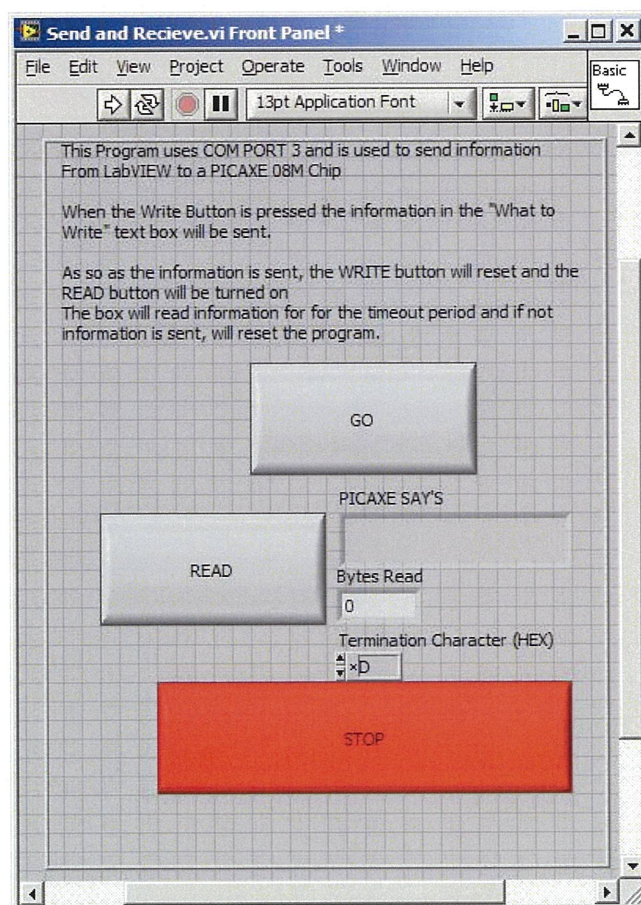 Send and Recieve.vi Front Panel *
File Edit View Project Operate Tools Window Help
Basic
13pt Application Font
This Program uses COM PORT 3 and is used to send information
From LabVIEW to a PICAXE 08M Chip
When the Write Button is pressed the information in the "What to
Write" text box will be sent.
As so as the information is sent, the WRITE button will reset and the
READ button will be turned on
The box will read information for for the timeout period and if not
information is sent, will reset the program.
GO
PICAXE SAY'S
READ
Bytes Read
0
Termination Character (HEX)
×D
STOP